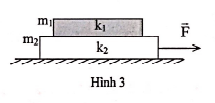 m₁ k₁ F⃗
m₂ k₂
Hình 3